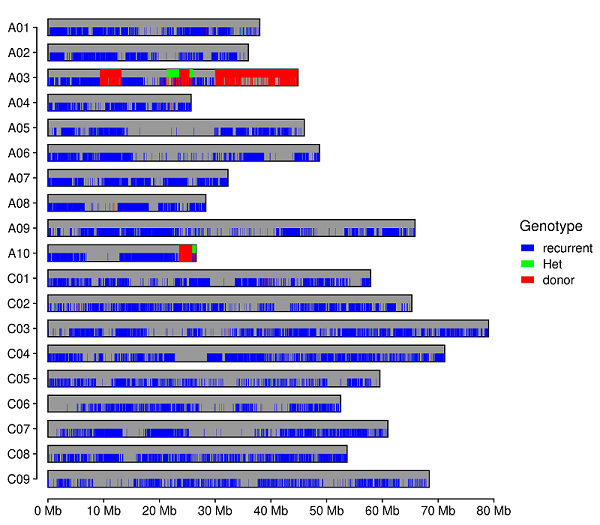 A01
A02
A03
A04
A05
A06
A07
A08
A09
A10
C01
C02
C03
C04
C05
C06
C07
C08
C09
0 Mb 10 Mb 20 Mb 30 Mb 40 Mb 50 Mb 60 Mb 70 Mb 80 Mb
Genotype
recurrent
Het
donor